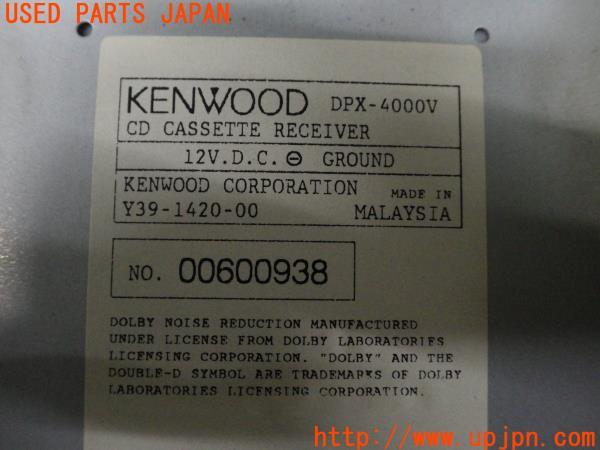 USED PARTS JAPAN
KENWOOD DPX-4000V
CD CASSETTE RECEIVER
12V.D.C. ⊖ GROUND
KENWOOD CORPORATION MADE IN
Y39-1420-00 MALAYSIA
NO. 00600938
DOLBY NOISE REDUCTION MANUFACTURED
UNDER LICENSE FROM DOLBY LABORATORIES
LICENSING CORPORATION. "DOLBY" AND THE
DOUBLE-D SYMBOL ARE TRADEMARKS OF DOLBY
LABORATORIES LICENSING CORPORATION.
http://www.upjpn.com